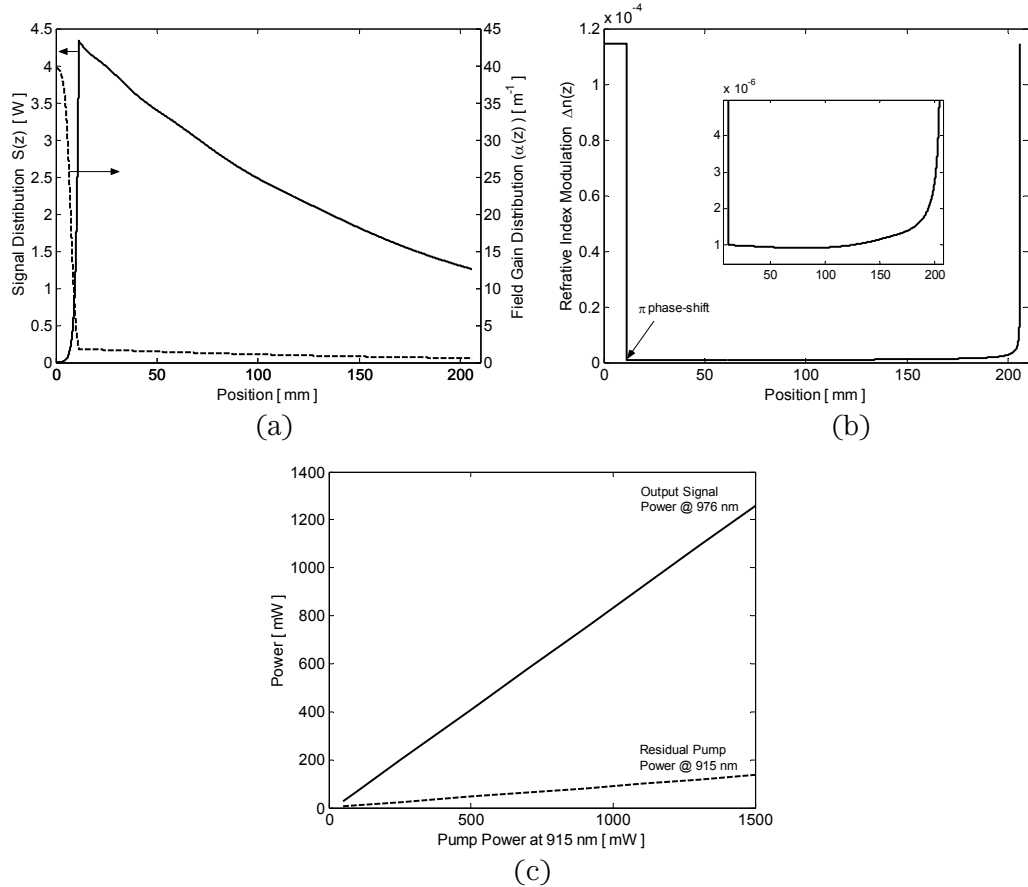 4.5
4
3.5
3
2.5
2
1.5
1
0.5
0
Signal Distribution S(z) [ W ]
45
40
35
30
25
20
15
10
5
0
Field Gain Distribution (α(z) ) [ m⁻¹ ]
0 50 100 150 200
Position [ mm ]
(a)
x 10⁻⁴
1.2
1
0.8
0.6
0.4
0.2
0
Refrative Index Modulation Δn(z)
x 10⁻⁶
4
3
2
1
50 100 150 200
π phase-shift
0 50 100 150 200
Position [ mm ]
(b)
1400
1200
1000
800
600
400
200
0
Power [ mW ]
Output Signal
Power @ 976 nm
Residual Pump
Power @ 915 nm
0 500 1000 1500
Pump Power at 915 nm [ mW ]
(c)